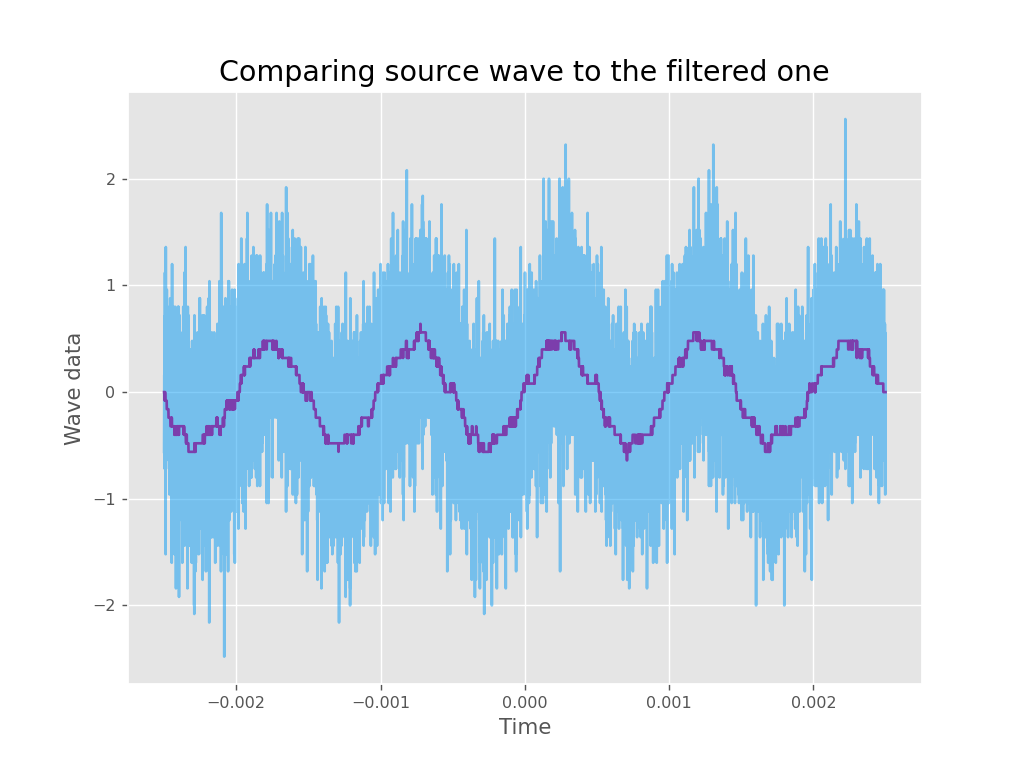 Comparing source wave to the filtered one
Wave data
2
1
0
−1
−2
−0.002 −0.001 0.000 0.001 0.002
Time